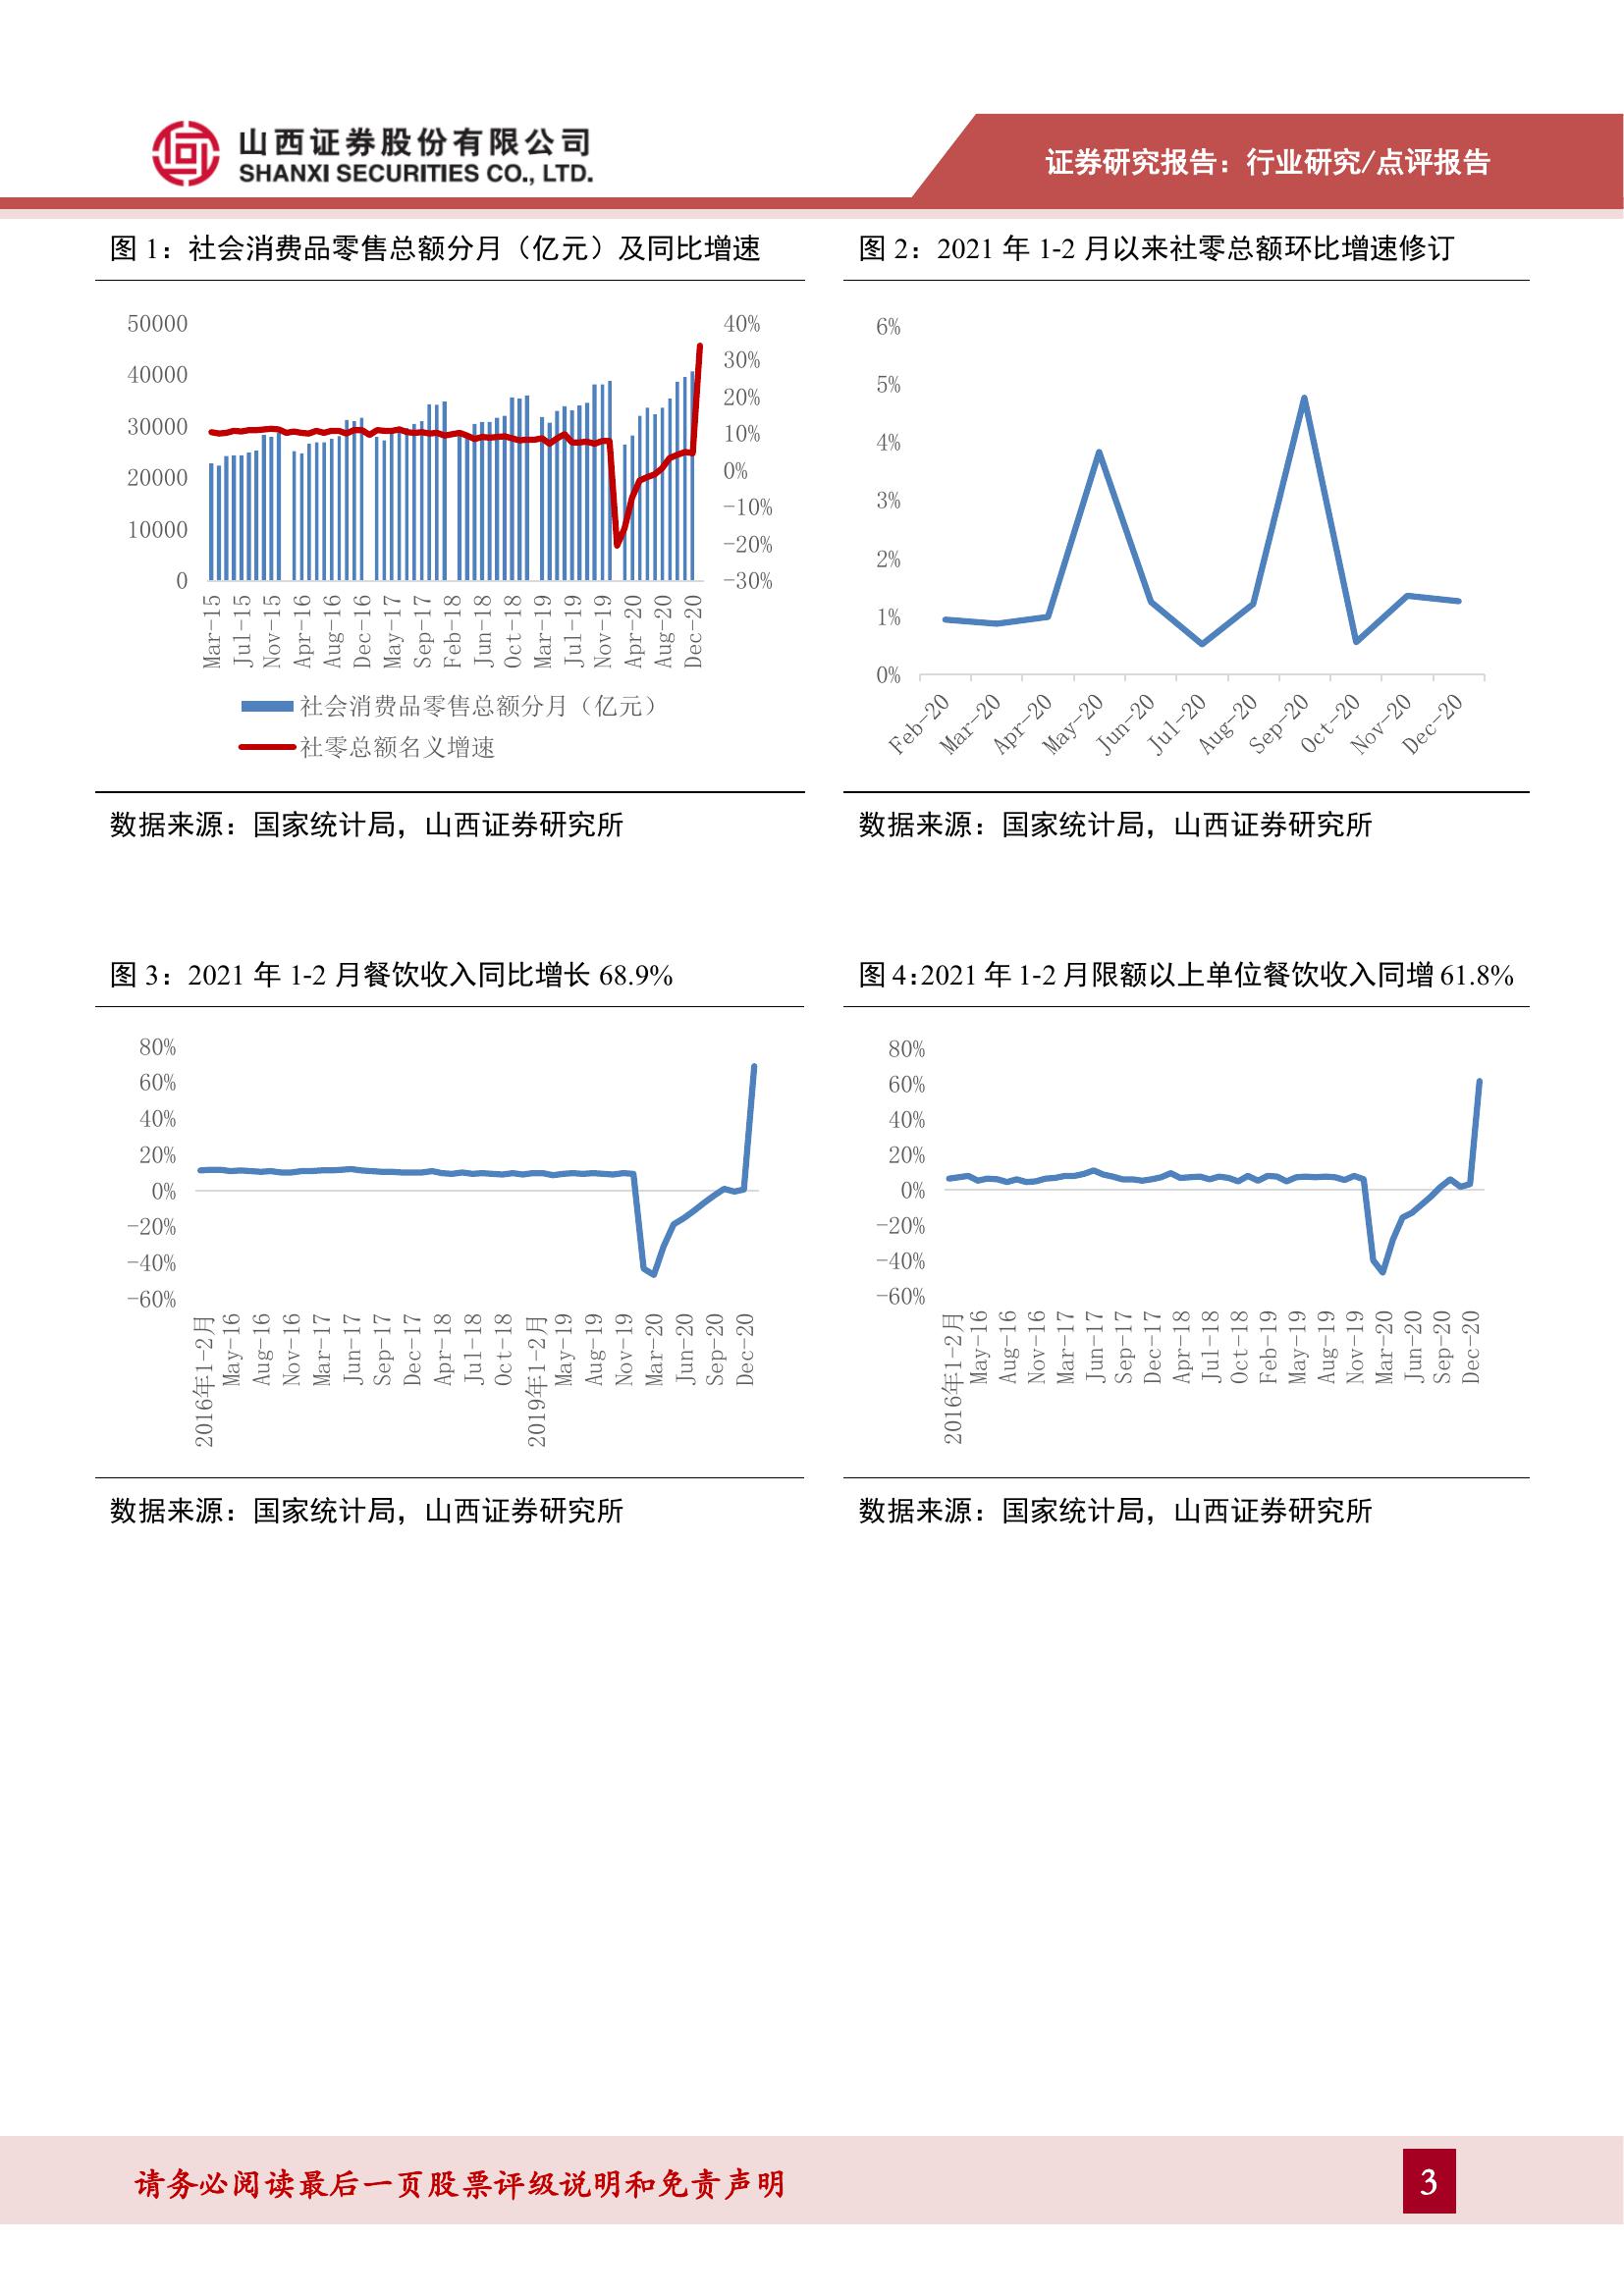 山西证券股份有限公司
SHANXI SECURITIES CO., LTD.
证券研究报告：行业研究/点评报告
图 1：社会消费品零售总额分月（亿元）及同比增速
50000
40000
30000
20000
10000
0
40%
30%
20%
10%
0%
-10%
-20%
-30%
Mar-15
Jul-15
Nov-15
Apr-16
Aug-16
Dec-16
May-17
Sep-17
Feb-18
Jun-18
Oct-18
Mar-19
Jul-19
Nov-19
Apr-20
Aug-20
Dec-20
社会消费品零售总额分月（亿元）
社零总额名义增速
数据来源：国家统计局，山西证券研究所
图 2：2021 年 1-2 月以来社零总额环比增速修订
6%
5%
4%
3%
2%
1%
0%
Feb-20
Mar-20
Apr-20
May-20
Jun-20
Jul-20
Aug-20
Sep-20
Oct-20
Nov-20
Dec-20
数据来源：国家统计局，山西证券研究所
图 3：2021 年 1-2 月餐饮收入同比增长 68.9%
80%
60%
40%
20%
0%
-20%
-40%
-60%
2016年1-2月
May-16
Aug-16
Nov-16
Mar-17
Jun-17
Sep-17
Dec-17
Apr-18
Jul-18
Oct-18
2019年1-2月
May-19
Aug-19
Nov-19
Mar-20
Jun-20
Sep-20
Dec-20
数据来源：国家统计局，山西证券研究所
图 4：2021 年 1-2 月限额以上单位餐饮收入同增 61.8%
80%
60%
40%
20%
0%
-20%
-40%
-60%
2016年1-2月
May-16
Aug-16
Nov-16
Mar-17
Jun-17
Sep-17
Dec-17
Apr-18
Jul-18
Oct-18
Feb-19
May-19
Aug-19
Nov-19
Mar-20
Jun-20
Sep-20
Dec-20
数据来源：国家统计局，山西证券研究所
请务必阅读最后一页股票评级说明和免责声明
3